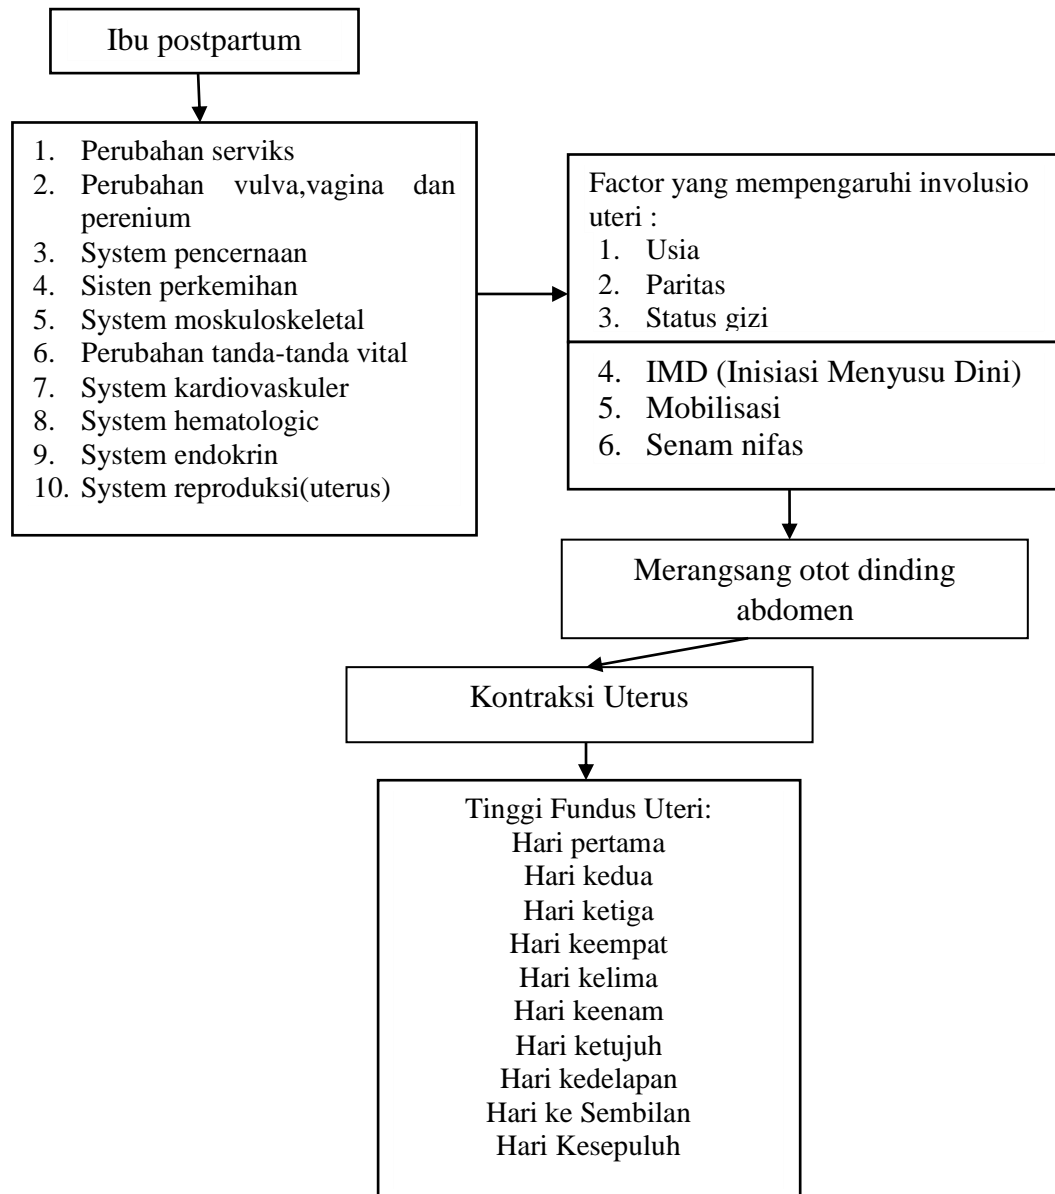 Ibu postpartum
1. Perubahan serviks
2. Perubahan vulva,vagina dan
perenium
3. System pencernaan
4. Sisten perkemihan
5. System moskuloskeletal
6. Perubahan tanda-tanda vital
7. System kardiovaskuler
8. System hematologic
9. System endokrin
10. System reproduksi(uterus)
Factor yang mempengaruhi involusio
uteri :
1. Usia
2. Paritas
3. Status gizi
4. IMD (Inisiasi Menyusu Dini)
5. Mobilisasi
6. Senam nifas
Merangsang otot dinding
abdomen
Kontraksi Uterus
Tinggi Fundus Uteri:
Hari pertama
Hari kedua
Hari ketiga
Hari keempat
Hari kelima
Hari keenam
Hari ketujuh
Hari kedelapan
Hari ke Sembilan
Hari Kesepuluh